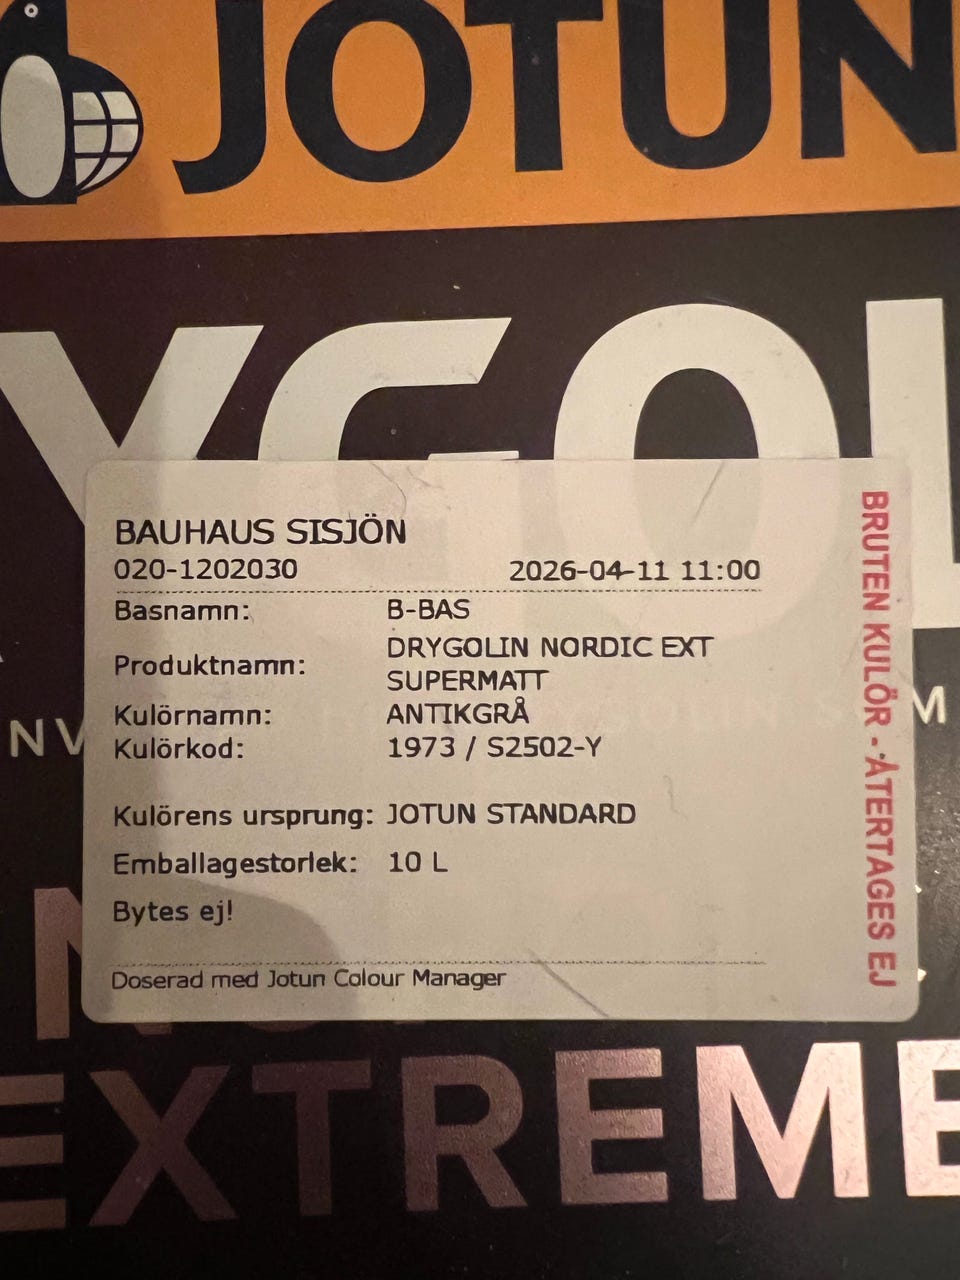 JOTUN
YGOL
BAUHAUS SISJÖN
020-1202030 2026-04-11 11:00
Basnamn: B-BAS
Produktnamn: DRYGOLIN NORDIC EXT
SUPERMATT
Kulörnamn: ANTIKGRÅ
Kulörkod: 1973 / S2502-Y
Kulörens ursprung: JOTUN STANDARD
Emballagestorlek: 10 L
Bytes ej!
Doserad med Jotun Colour Manager
BRUTEN KULÖR - ÅTERTAGES EJ
EXTREME